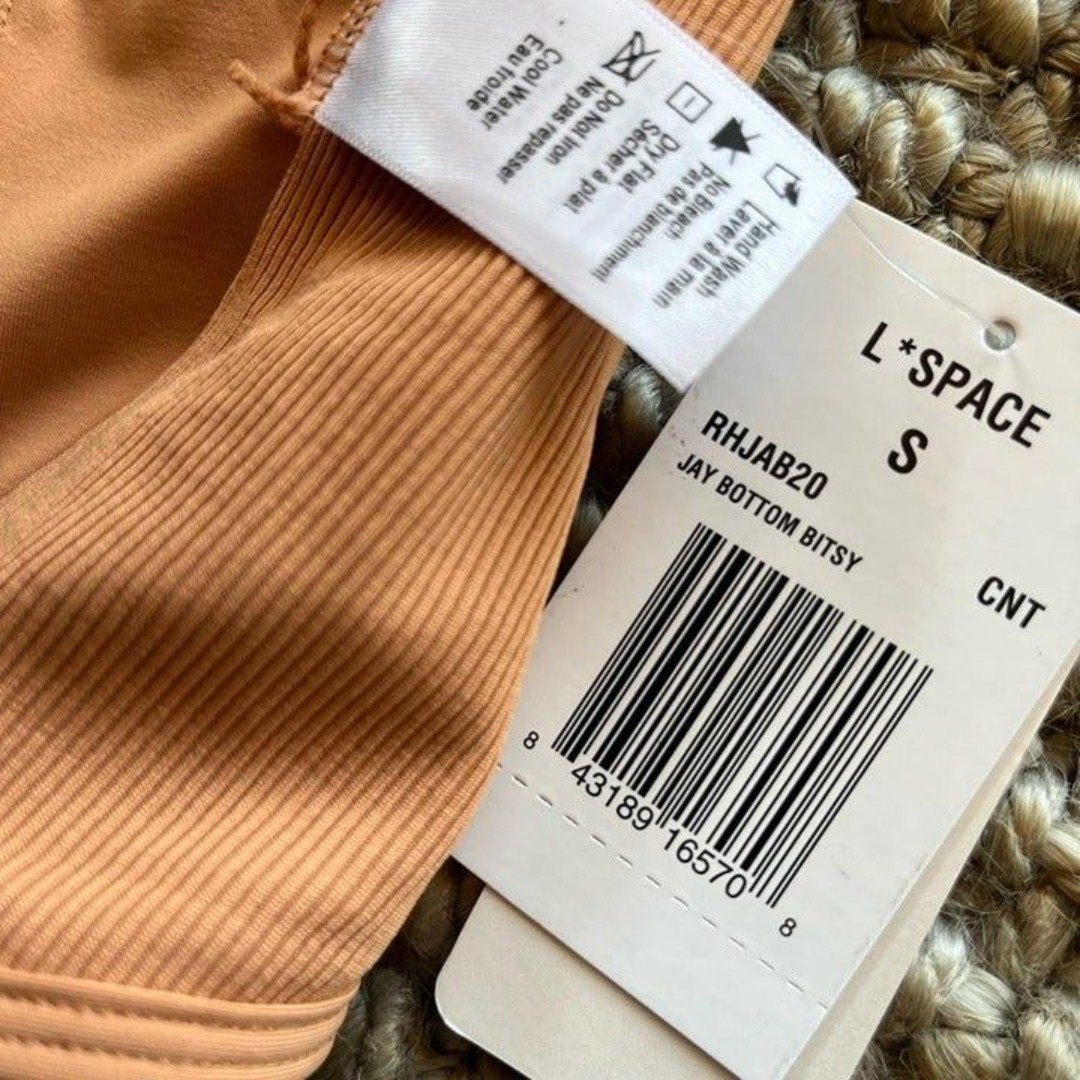 Hand Wash
Laver à la main
No Bleach
Pas de blanchiment
Dry Flat
Sécher à plat
Do Not Iron
Ne pas repasser
Cool Water
Eau froide
L*SPACE
S
RHJAB20
JAY BOTTOM BITSY
CNT
8 43189 16570 8